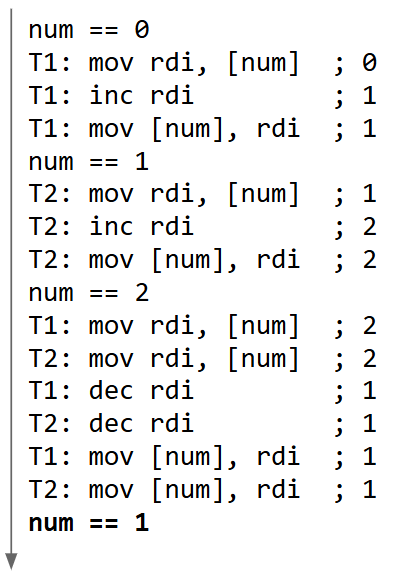 num == 0
T1: mov rdi, [num]  ; 0
T1: inc rdi         ; 1
T1: mov [num], rdi  ; 1
num == 1
T2: mov rdi, [num]  ; 1
T2: inc rdi         ; 2
T2: mov [num], rdi  ; 2
num == 2
T1: mov rdi, [num]  ; 2
T2: mov rdi, [num]  ; 2
T1: dec rdi         ; 1
T2: dec rdi         ; 1
T1: mov [num], rdi  ; 1
T2: mov [num], rdi  ; 1
num == 1